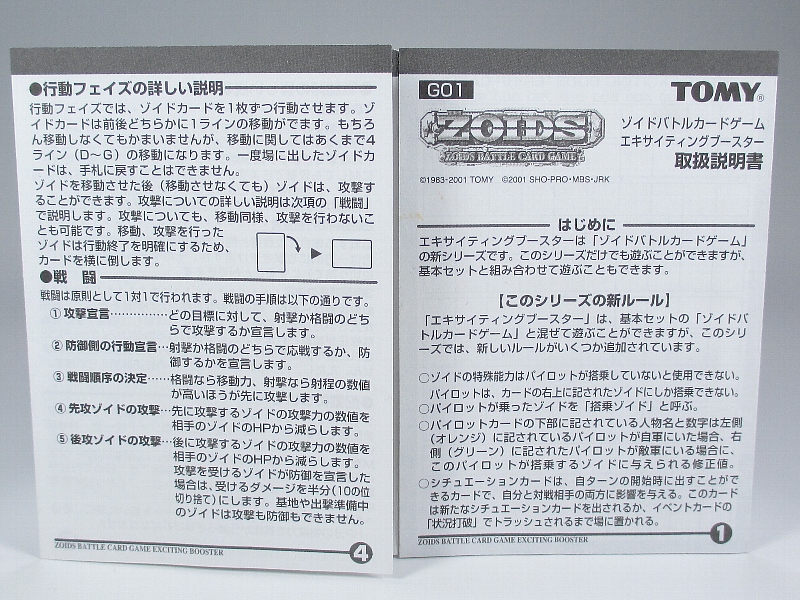 ●行動フェイズの詳しい説明
行動フェイズでは、ゾイドカードを1枚ずつ行動させます。ゾ
イドカードは前後どちらかに1ラインの移動ができます。もちろ
ん移動しなくてもかまいませんが、移動に関してはあくまで4
ライン（D〜G）の移動になります。一度場に出したゾイドカー
ドは、手札に戻すことはできません。
ゾイドを移動させた後（移動させなくても）ゾイドは、攻撃す
ることができます。攻撃についての詳しい説明は次項の「戦闘」
で説明します。攻撃についても、移動同様、攻撃を行わないこ
とも可能です。移動、攻撃を行った
ゾイドは行動終了を明確にするため、
カードを横に倒します。
●戦 闘
戦闘は原則として1対1で行われます。戦闘の手順は以下の通りです。
① 攻撃宣言……………どの目標に対して、射撃か格闘のどち
らで攻撃するか宣言します。
② 防御側の行動宣言…射撃か格闘のどちらで応戦するか、防
御するかを宣言します。
③ 戦闘順序の決定……格闘なら移動力、射撃なら射程の数値
が高いほうが先に攻撃します。
④ 先攻ゾイドの攻撃…先に攻撃するゾイドの攻撃力の数値を
相手のゾイドのHPから減らします。
⑤ 後攻ゾイドの攻撃…後に攻撃するゾイドの攻撃力の数値を
相手のゾイドのHPから減らします。
攻撃を受けるゾイドが防御を宣言した
場合は、受けるダメージを半分（10の位
切り捨て）にします。基地や出撃準備中
のゾイドは攻撃も防御もできません。
ZOIDS BATTLE CARD GAME EXCITING BOOSTER
4
G01
TOMY®
ZOIDS
ZOIDS BATTLE CARD GAME
ゾイドバトルカードゲーム
エキサイティングブースター
取扱説明書
©1983-2001 TOMY ©2001 SHO-PRO・MBS・JRK
はじめに
エキサイティングブースターは「ゾイドバトルカードゲーム」
の新シリーズです。このシリーズだけでも遊ぶことができますが、
基本セットと組み合わせて遊ぶこともできます。
【このシリーズの新ルール】
「エキサイティングブースター」は、基本セットの「ゾイドバ
トルカードゲーム」と混ぜて遊ぶことができますが、このシリ
ーズでは、新しいルールがいくつか追加されています。
○ゾイドの特殊能力はパイロットが搭乗していないと使用できない。
パイロットは、カードの右上に記されたゾイドにしか搭乗できない。
○パイロットが乗ったゾイドを「搭乗ゾイド」と呼ぶ。
○パイロットカードの下部に記されている人物名と数字は左側
（オレンジ）に記されているパイロットが自軍にいた場合、右
側（グリーン）に記されたパイロットが敵軍にいる場合に、
このパイロットが搭乗するゾイドに与えられる修正値。
○シチュエーションカードは、自ターンの開始時に出すことがで
きるカードで、自分と対戦相手の両方に影響を与える。このカード
は新たなシチュエーションカードを出されるか、イベントカードの
「状況打破」でトラッシュされるまで場に置かれる。
ZOIDS BATTLE CARD GAME EXCITING BOOSTER
1